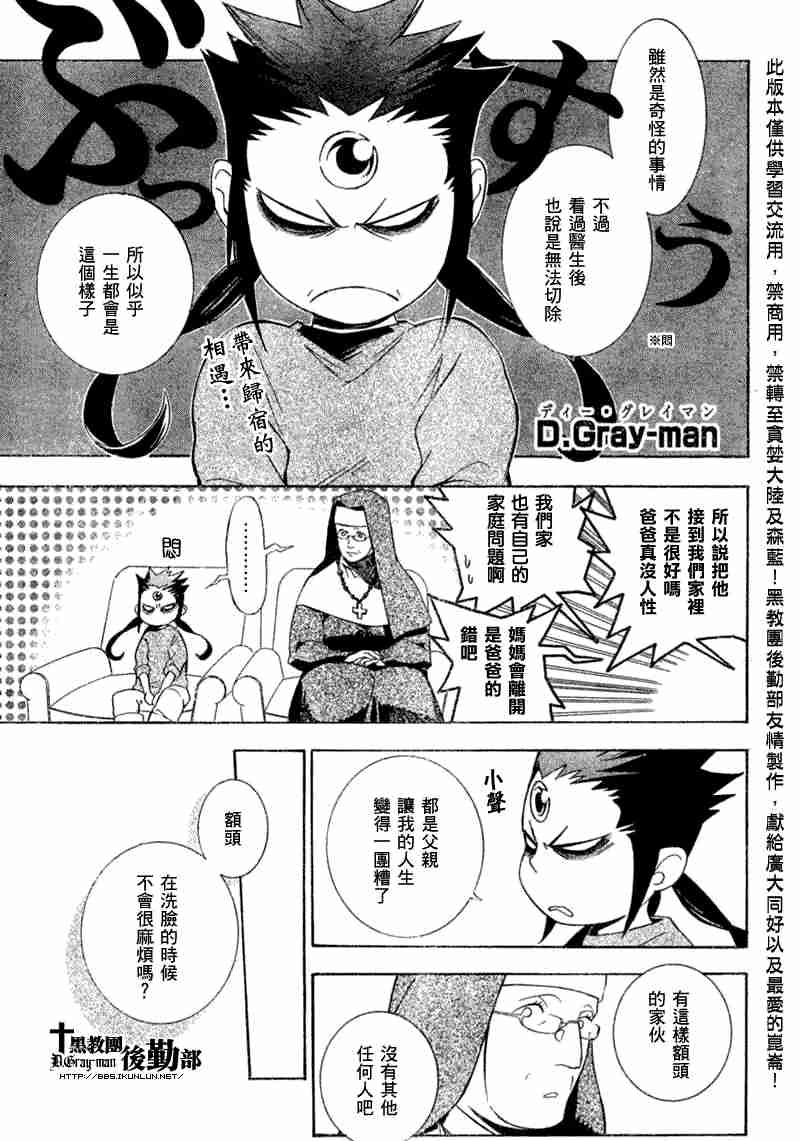 ぶっすぅ
雖然是奇怪的事情
不過
看過醫生後
也說是無法切除
所以似乎
一生都會是
這個樣子
※悶
帶來歸宿的
相遇…
ディー・グレイマン
D.Gray-man
所以說把他
接到我們家裡
不是很好嗎
爸爸真沒人性
我們家
也有自己的
家庭問題啊
媽媽會離開
是爸爸的
錯吧
………
悶
小聲
都是父親
讓我的人生
變得一團糟了
有這樣額頭
的家伙
沒有其他
任何人吧
額頭
在洗臉的時候
不會很麻煩嗎？
黑教團
D.Gray-man
後勤部
HTTP://BBS.IKUNLUN.NET/
此版本僅供學習交流用，禁商用，禁轉至貪婪大陸及森藍！黑教團後勤部友情製作，獻給廣大同好以及最愛的崑崙！